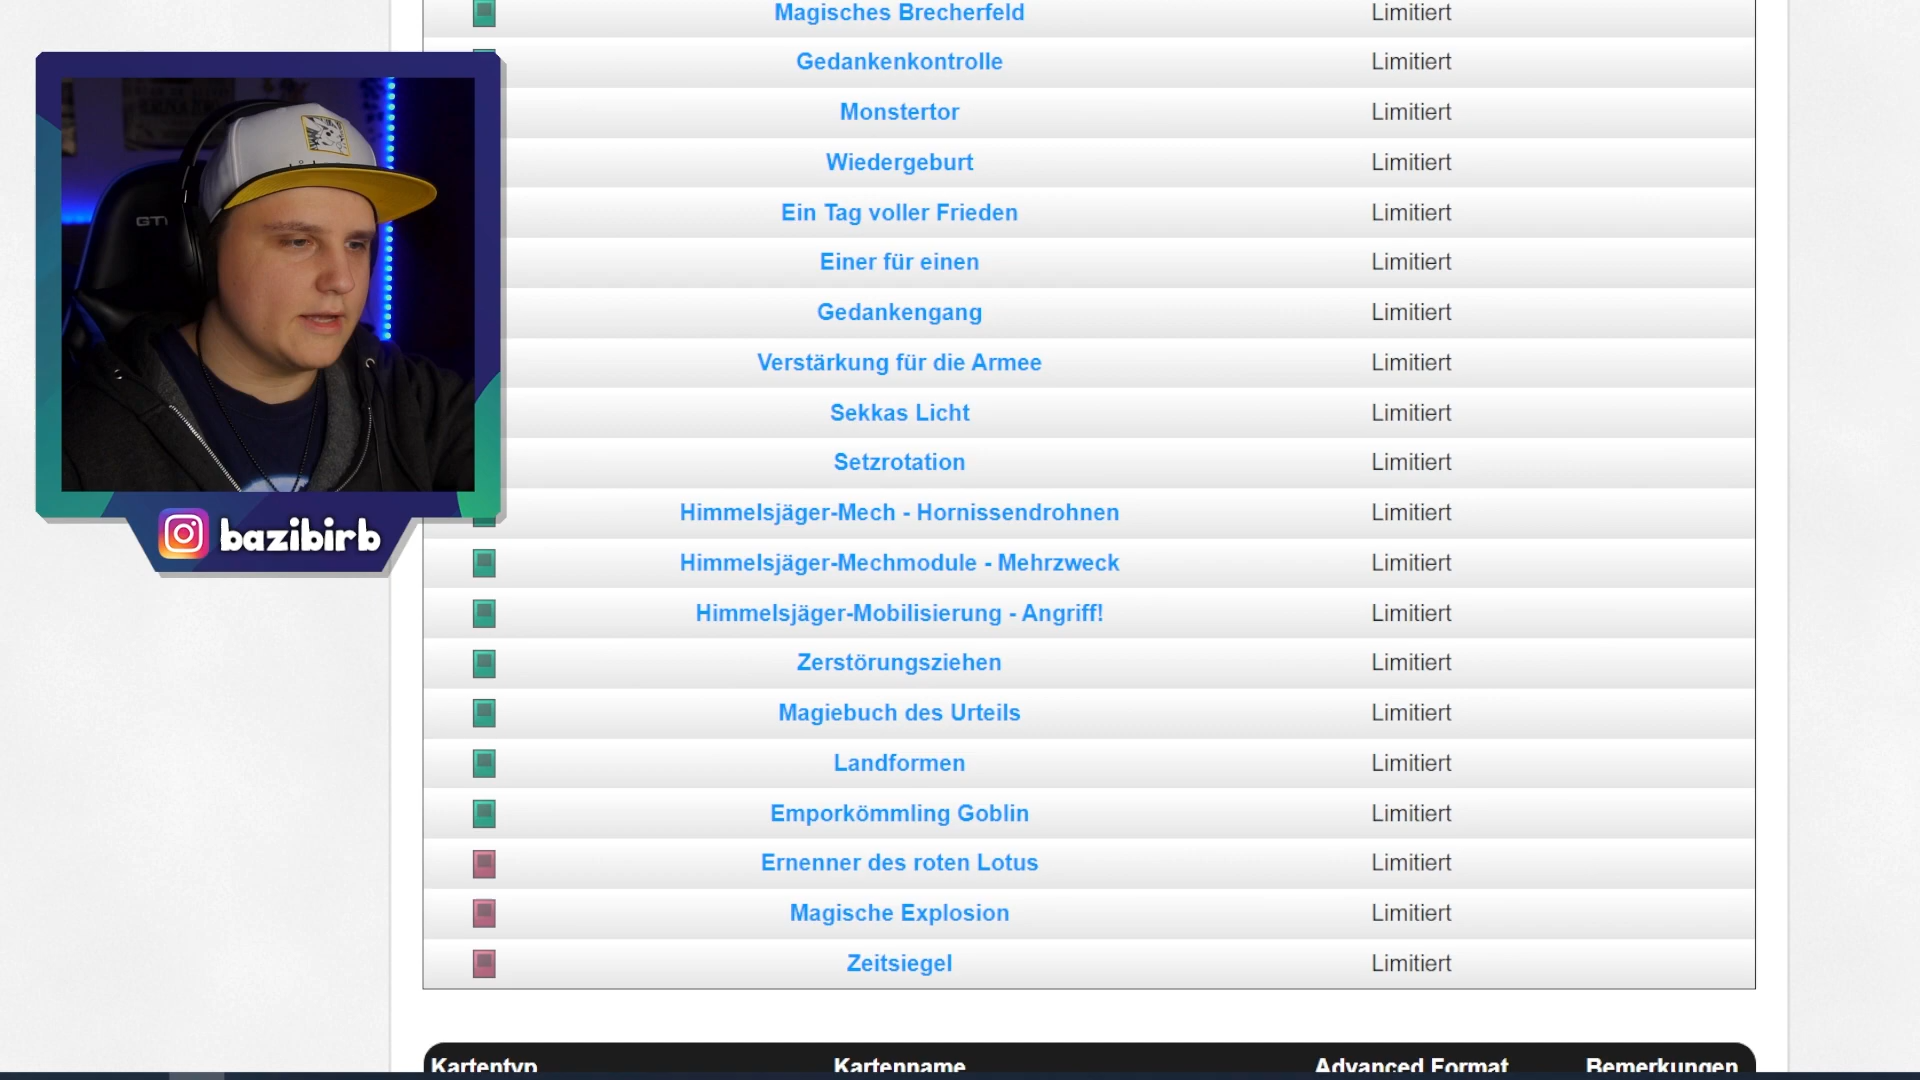 Magisches Brecherfeld Limitiert
Gedankenkontrolle Limitiert
Monstertor Limitiert
Wiedergeburt Limitiert
Ein Tag voller Frieden Limitiert
Einer für einen Limitiert
Gedankengang Limitiert
Verstärkung für die Armee Limitiert
Sekkas Licht Limitiert
Setzrotation Limitiert
Himmelsjäger-Mech - Hornissendrohnen Limitiert
Himmelsjäger-Mechmodule - Mehrzweck Limitiert
Himmelsjäger-Mobilisierung - Angriff! Limitiert
Zerstörungsziehen Limitiert
Magiebuch des Urteils Limitiert
Landformen Limitiert
Emporkömmling Goblin Limitiert
Ernenner des roten Lotus Limitiert
Magische Explosion Limitiert
Zeitsiegel Limitiert
Kartentyp Kartenname Advanced Format Bemerkungen
GT
bazibirb